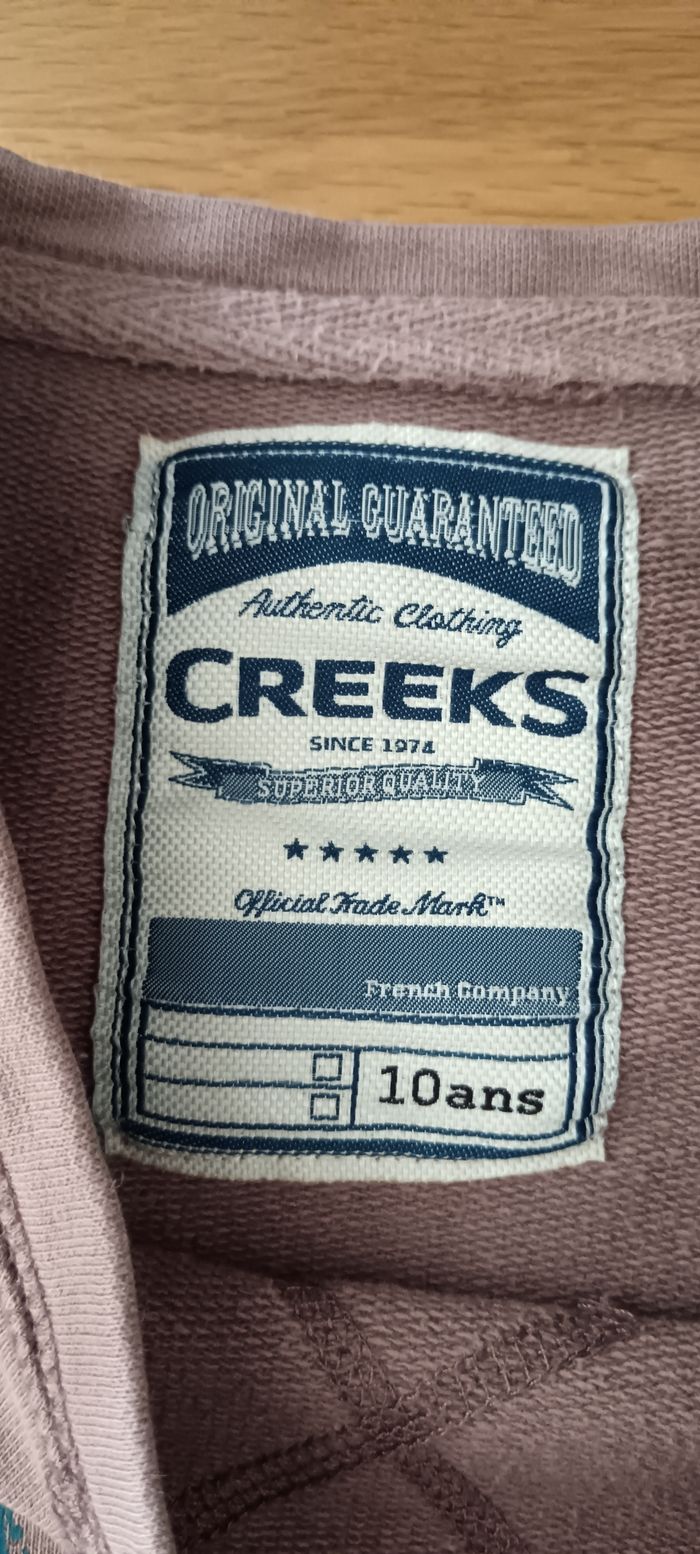 ORIGINAL GUARANTEED
Authentic Clothing
CREEKS
SINCE 1974
SUPERIOR QUALITY
Official Trade Mark™
French Company
10ans